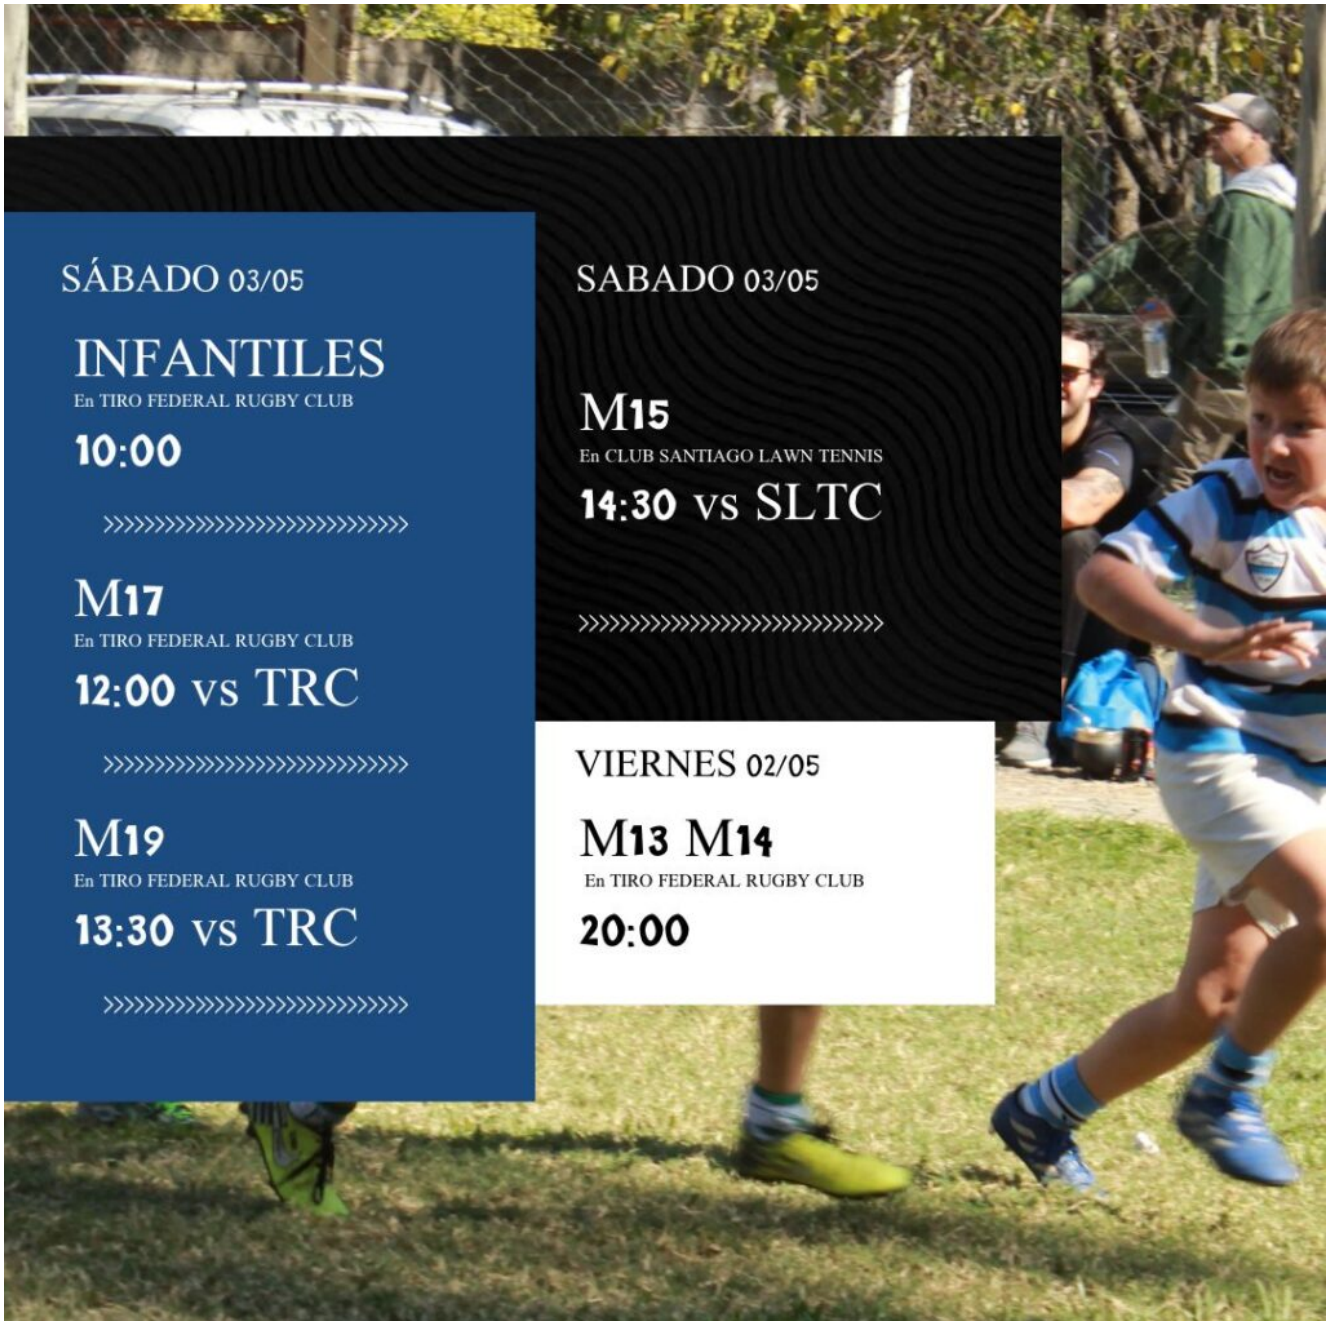 SÁBADO 03/05
INFANTILES
En TIRO FEDERAL RUGBY CLUB
10:00
>>>>>>>>>>>>>>>>>>>>>>>>>>>>>>
M17
En TIRO FEDERAL RUGBY CLUB
12:00 vs TRC
>>>>>>>>>>>>>>>>>>>>>>>>>>>>>>
M19
En TIRO FEDERAL RUGBY CLUB
13:30 vs TRC
>>>>>>>>>>>>>>>>>>>>>>>>>>>>>>
SABADO 03/05
M15
En CLUB SANTIAGO LAWN TENNIS
14:30 vs SLTC
>>>>>>>>>>>>>>>>>>>>>>>>>>>>>>
VIERNES 02/05
M13 M14
En TIRO FEDERAL RUGBY CLUB
20:00